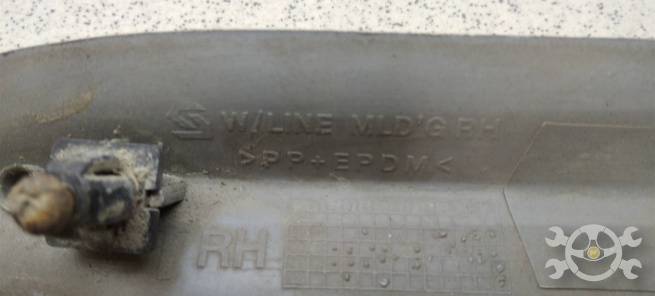 W/LINE MLD'G RH
>PP+EPDM<
RH